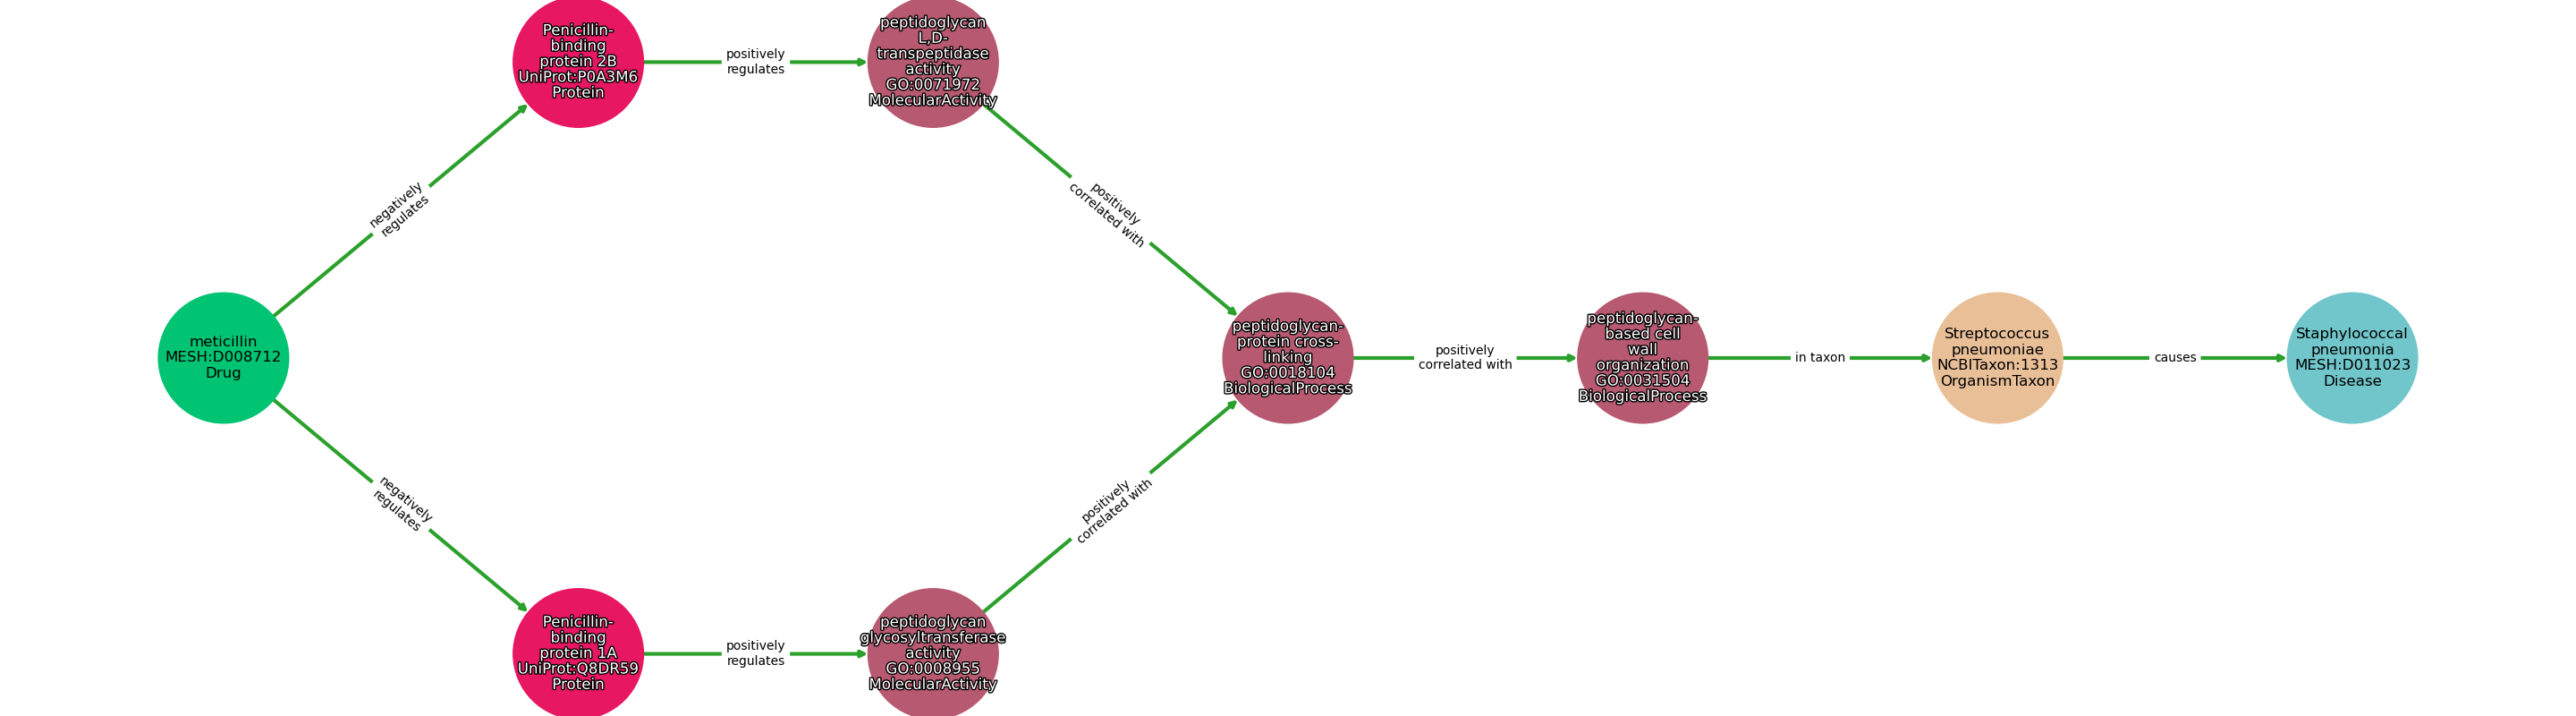 Penicillin-
binding
protein 2B
UniProt:P0A3M6
Protein
positively
regulates
peptidoglycan
L,D-
transpeptidase
activity
GO:0071972
MolecularActivity
negatively
regulates
positively
correlated with
meticillin
MESH:D008712
Drug
peptidoglycan-
protein cross-
linking
GO:0018104
BiologicalProcess
positively
correlated with
peptidoglycan-
based cell
wall
organization
GO:0031504
BiologicalProcess
in taxon
Streptococcus
pneumoniae
NCBITaxon:1313
OrganismTaxon
causes
Staphylococcal
pneumonia
MESH:D011023
Disease
negatively
regulates
positively
correlated with
Penicillin-
binding
protein 1A
UniProt:Q8DR59
Protein
positively
regulates
peptidoglycan
glycosyltransferase
activity
GO:0008955
MolecularActivity